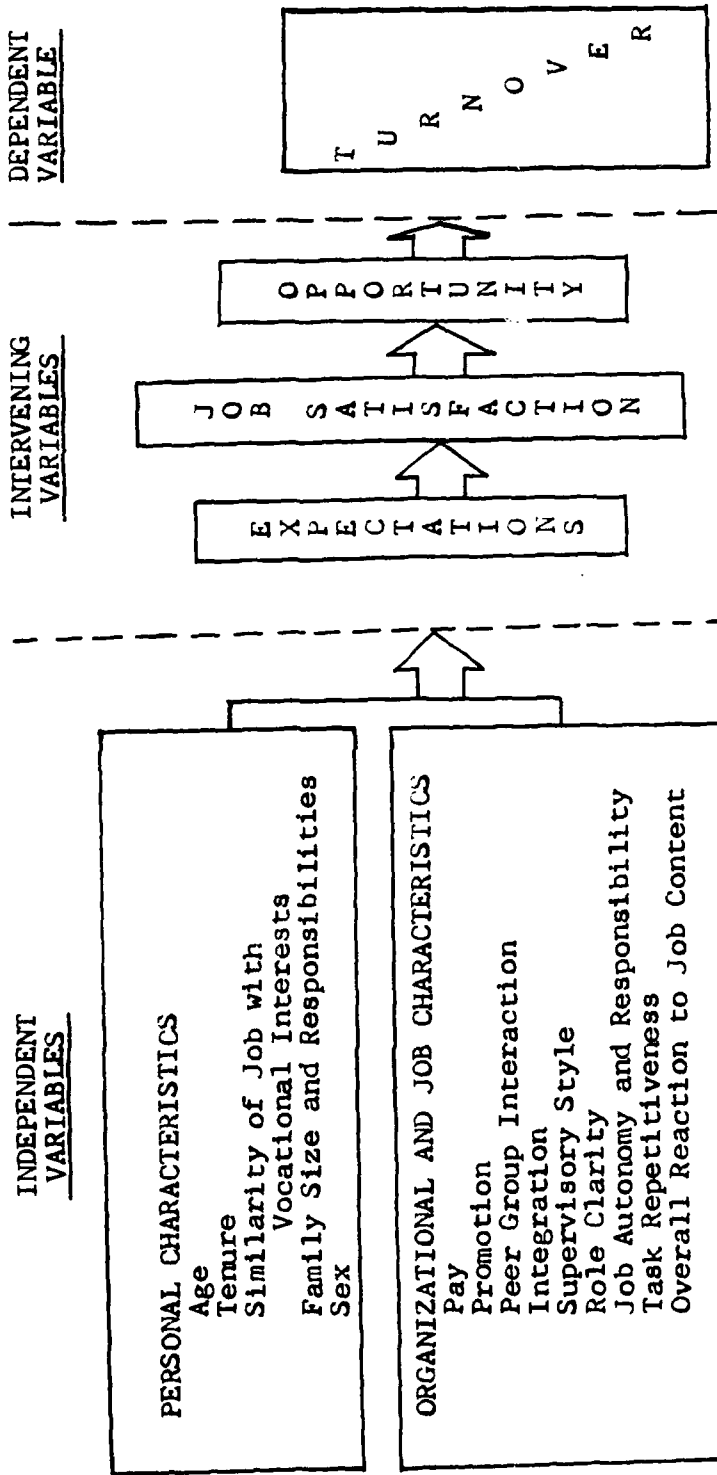 INDEPENDENT
VARIABLES
INTERVENING
VARIABLES
DEPENDENT
VARIABLE
PERSONAL CHARACTERISTICS
Age
Tenure
Similarity of Job with
Vocational Interests
Family Size and Responsibilities
Sex
ORGANIZATIONAL AND JOB CHARACTERISTICS
Pay
Promotion
Peer Group Interaction
Integration
Supervisory Style
Role Clarity
Job Autonomy and Responsibility
Task Repetitiveness
Overall Reaction to Job Content
EXPECTATIONS
JOB SATISFACTION
OPPORTUNITY
TURNOVER